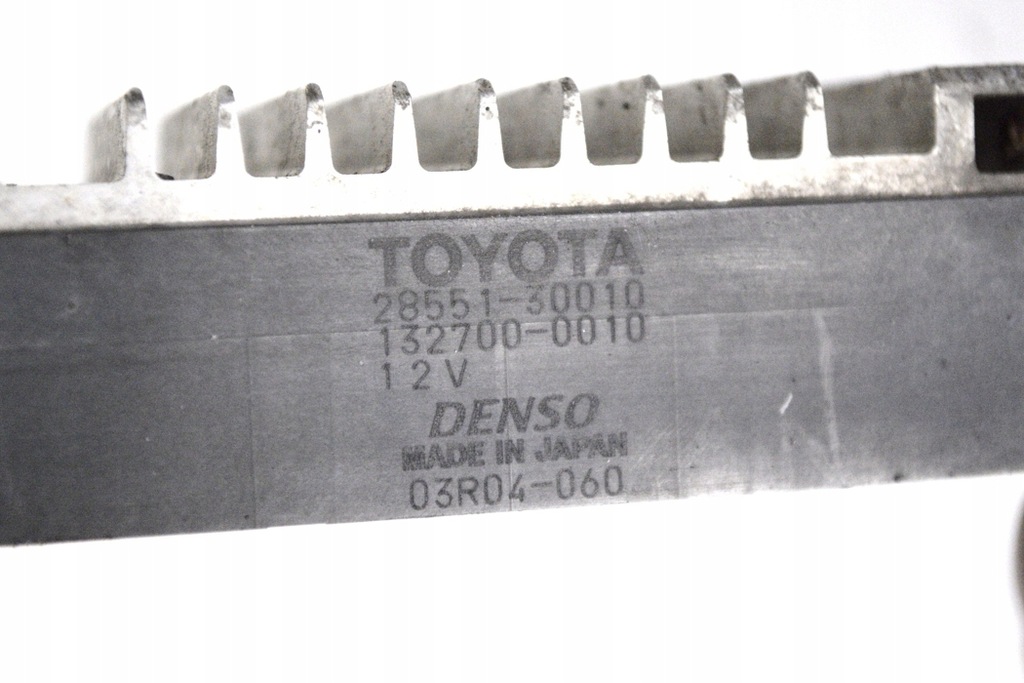 TOYOTA
28551-30010
132700-0010
12V
DENSO
MADE IN JAPAN
03R04-060